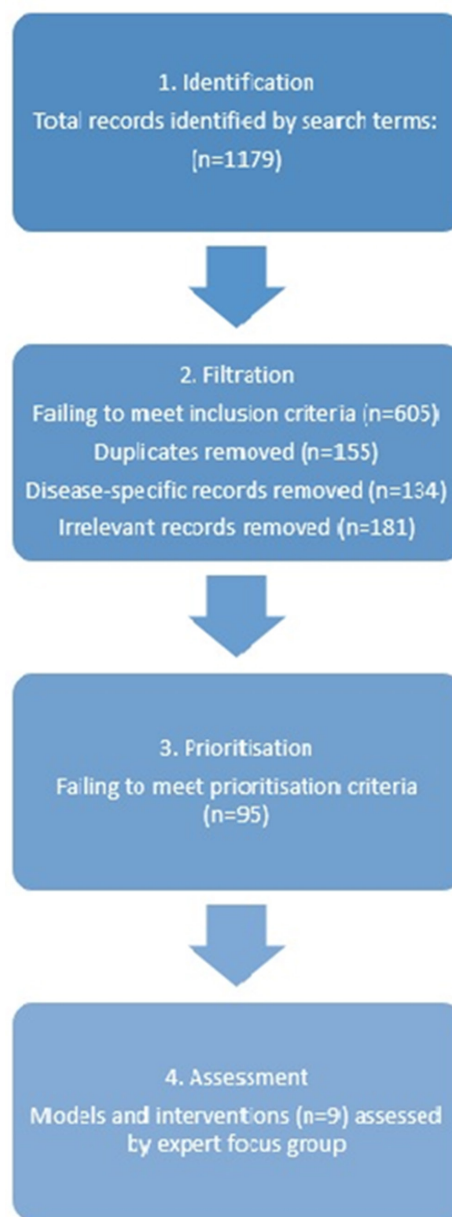 1. Identification
Total records identified by search terms:
(n=1179)
2. Filtration
Failing to meet inclusion criteria (n=605)
Duplicates removed (n=155)
Disease-specific records removed (n=134)
Irrelevant records removed (n=181)
3. Prioritisation
Failing to meet prioritisation criteria
(n=95)
4. Assessment
Models and interventions (n=9) assessed
by expert focus group